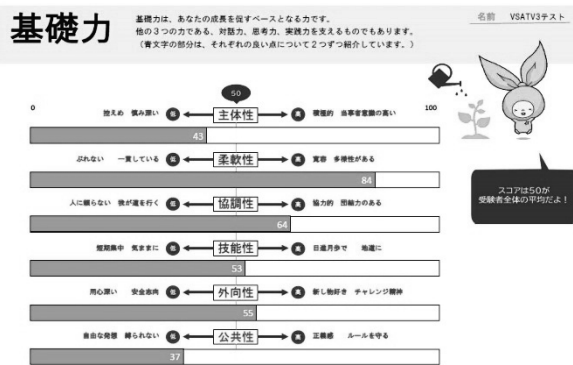 基礎力
基礎力は、あなたの成長を促すベースとなる力です。
他の３つの力である、対話力、思考力、実践力を支えるものでもあります。
（青文字の部分は、それぞれの良い点について２つずつ紹介しています。）
名前 VSATV3テスト
50
0 控えめ 慎み深い 低 主体性 高 積極的 当事者意識の高い 100
43
ぶれない 一貫している 低 柔軟性 高 寛容 多様性がある
84
人に頼らない 我が道を行く 低 協調性 高 協力的 団結力のある
64
短期集中 気ままに 低 技能性 高 日進月歩で 地道に
53
用心深い 安全志向 低 外向性 高 新し物好き チャレンジ精神
55
自由な発想 縛られない 低 公共性 高 正義感 ルールを守る
37
スコアは50が
受験者全体の平均だよ！